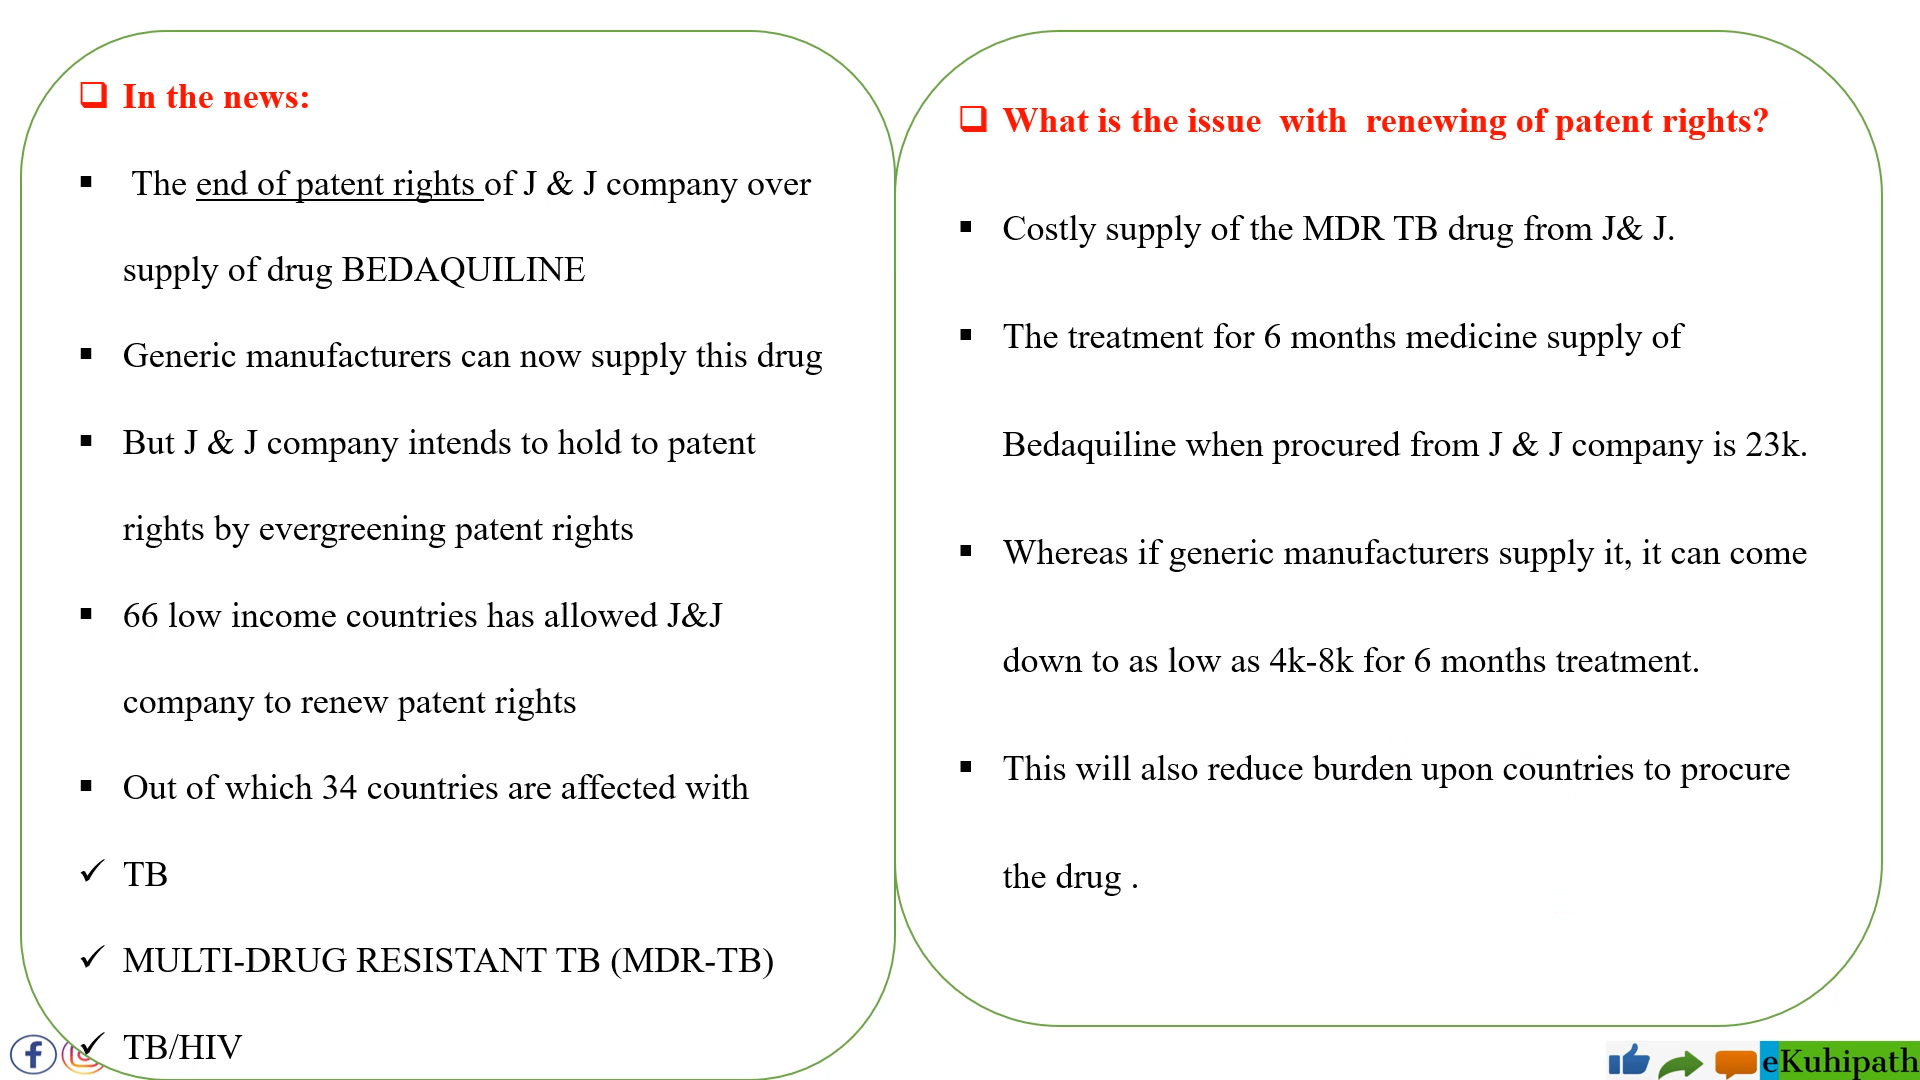 In the news:
The end of patent rights of J & J company over
supply of drug BEDAQUILINE
Generic manufacturers can now supply this drug
But J & J company intends to hold to patent
rights by evergreening patent rights
66 low income countries has allowed J&J
company to renew patent rights
Out of which 34 countries are affected with
TB
MULTI-DRUG RESISTANT TB (MDR-TB)
TB/HIV
What is the issue with renewing of patent rights?
Costly supply of the MDR TB drug from J& J.
The treatment for 6 months medicine supply of
Bedaquiline when procured from J & J company is 23k.
Whereas if generic manufacturers supply it, it can come
down to as low as 4k-8k for 6 months treatment.
This will also reduce burden upon countries to procure
the drug .
eKuhipath